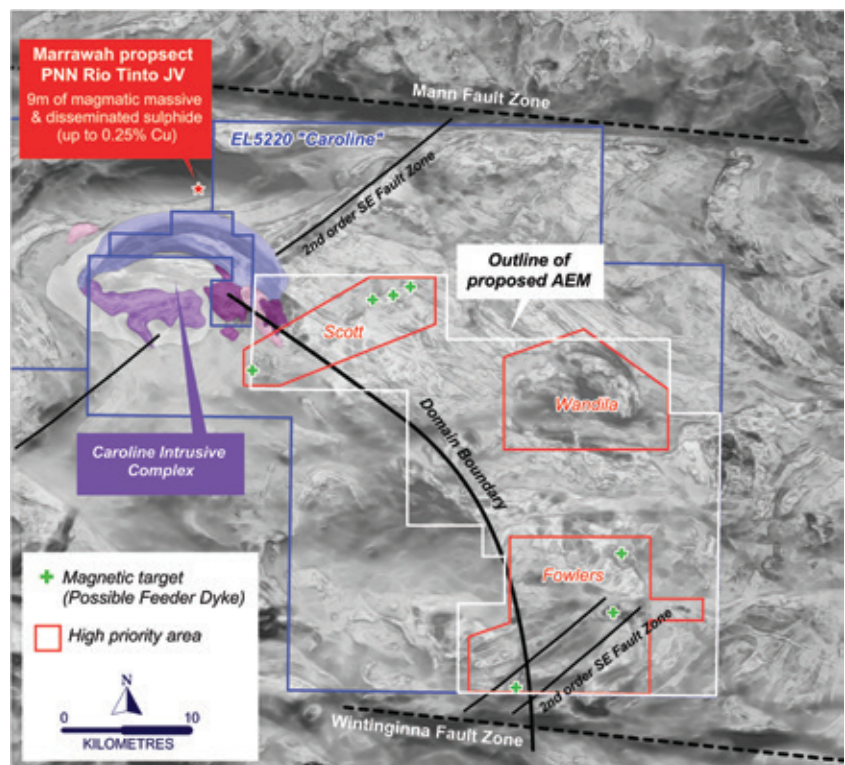 Marrawah propsect
PNN Rio Tinto JV
9m of magmatic massive
& disseminated sulphide
(up to 0.25% Cu)
Mann Fault Zone
EL5220 "Caroline"
2nd order SE Fault Zone
Outline of
proposed AEM
Scott
Wandila
Domain Boundary
Caroline Intrusive
Complex
Fowlers
2nd order SE Fault Zone
Magnetic target
(Possible Feeder Dyke)
High priority area
N
0 10
KILOMETRES
Wintinginna Fault Zone